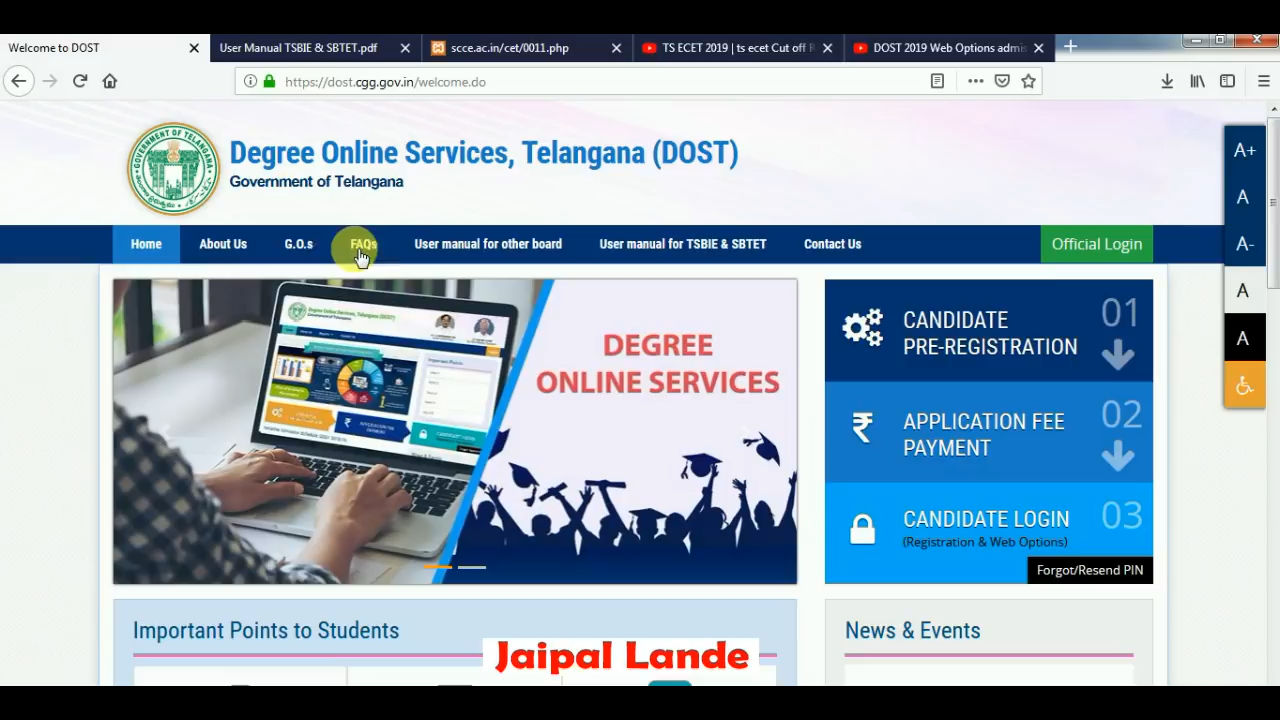 Welcome to DOST
User Manual TSBIE & SBTET.pdf
scce.ac.in/cet/0011.php
TS ECET 2019 | ts ecet Cut off R
DOST 2019 Web Options admis
https://dost.cgg.gov.in/welcome.do
GOVERNMENT OF TELANGANA
Degree Online Services, Telangana (DOST)
Government of Telangana
A+
A
A-
A
A
Home
About Us
G.O.s
FAQs
User manual for other board
User manual for TSBIE & SBTET
Contact Us
Official Login
DEGREE
ONLINE SERVICES
CANDIDATE
PRE-REGISTRATION
01
APPLICATION FEE
PAYMENT
02
CANDIDATE LOGIN
(Registration & Web Options)
03
Forgot/Resend PIN
Important Points to Students
News & Events
Jaipal Lande